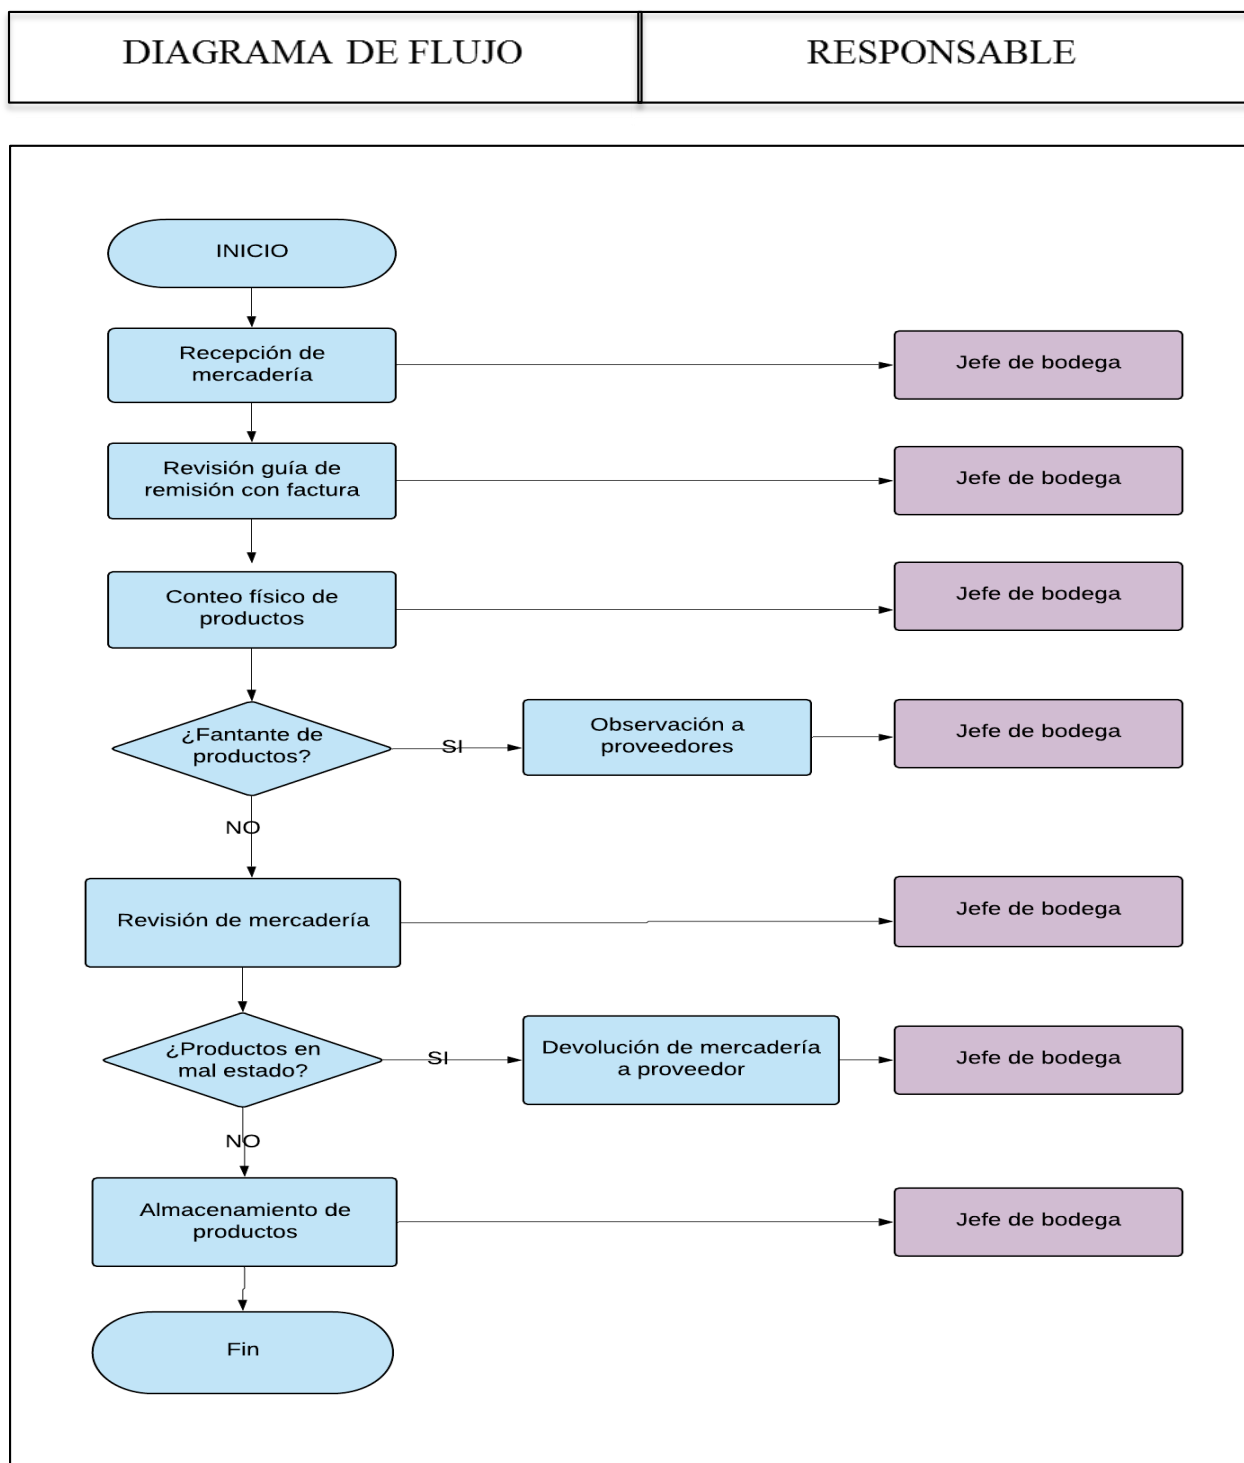 DIAGRAMA DE FLUJO
RESPONSABLE
INICIO
Recepción de
mercadería
Jefe de bodega
Revisión guía de
remisión con factura
Jefe de bodega
Conteo físico de
productos
Jefe de bodega
¿Fantante de
productos?
SI
Observación a
proveedores
Jefe de bodega
NO
Revisión de mercadería
Jefe de bodega
¿Productos en
mal estado?
SI
Devolución de mercadería
a proveedor
Jefe de bodega
NO
Almacenamiento de
productos
Jefe de bodega
Fin